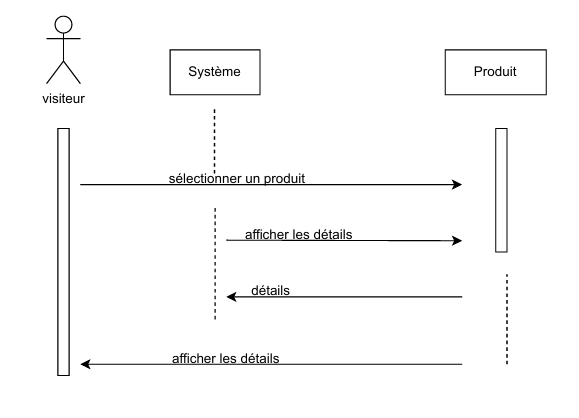 Système
Produit
visiteur
sélectionner un produit
afficher les détails
détails
afficher les détails